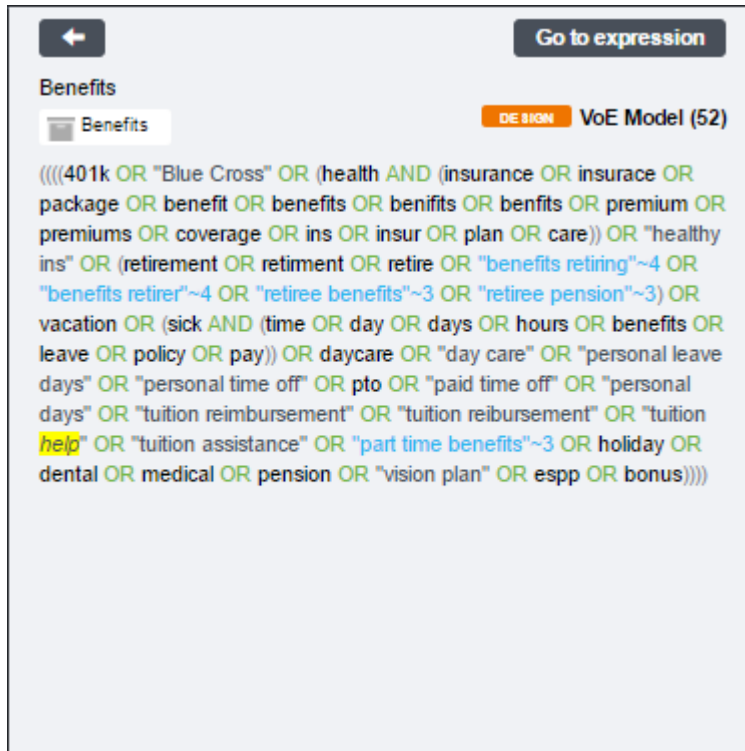 Go to expression
Benefits
Benefits
DESIGN VoE Model (52)
((((401k OR "Blue Cross" OR (health AND (insurance OR insurace OR
package OR benefit OR benefits OR benifits OR benfits OR premium OR
premiums OR coverage OR ins OR insur OR plan OR care)) OR "healthy
ins" OR (retirement OR retirment OR retire OR "benefits retiring"~4 OR
"benefits retirer"~4 OR "retiree benefits"~3 OR "retiree pension"~3) OR
vacation OR (sick AND (time OR day OR days OR hours OR benefits OR
leave OR policy OR pay)) OR daycare OR "day care" OR "personal leave
days" OR "personal time off" OR pto OR "paid time off" OR "personal
days" OR "tuition reimbursement" OR "tuition reibursement" OR "tuition
help" OR "tuition assistance" OR "part time benefits"~3 OR holiday OR
dental OR medical OR pension OR "vision plan" OR espp OR bonus))))